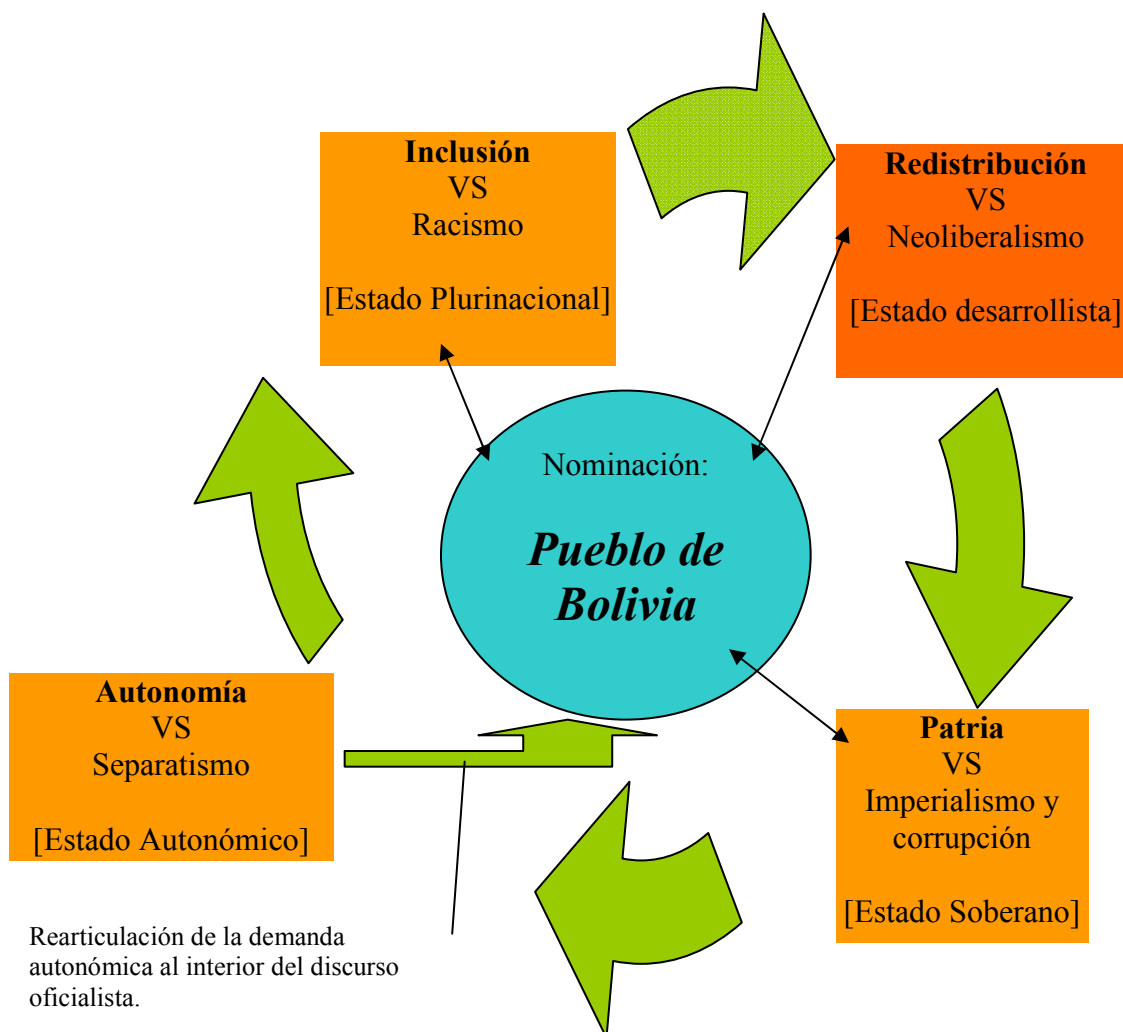 Inclusión
VS
Racismo
[Estado Plurinacional]
Redistribución
VS
Neoliberalismo
[Estado desarrollista]
Nominación:
Pueblo de
Bolivia
Autonomía
VS
Separatismo
[Estado Autonómico]
Patria
VS
Imperialismo y
corrupción
[Estado Soberano]
Rearticulación de la demanda
autonómica al interior del discurso
oficialista.